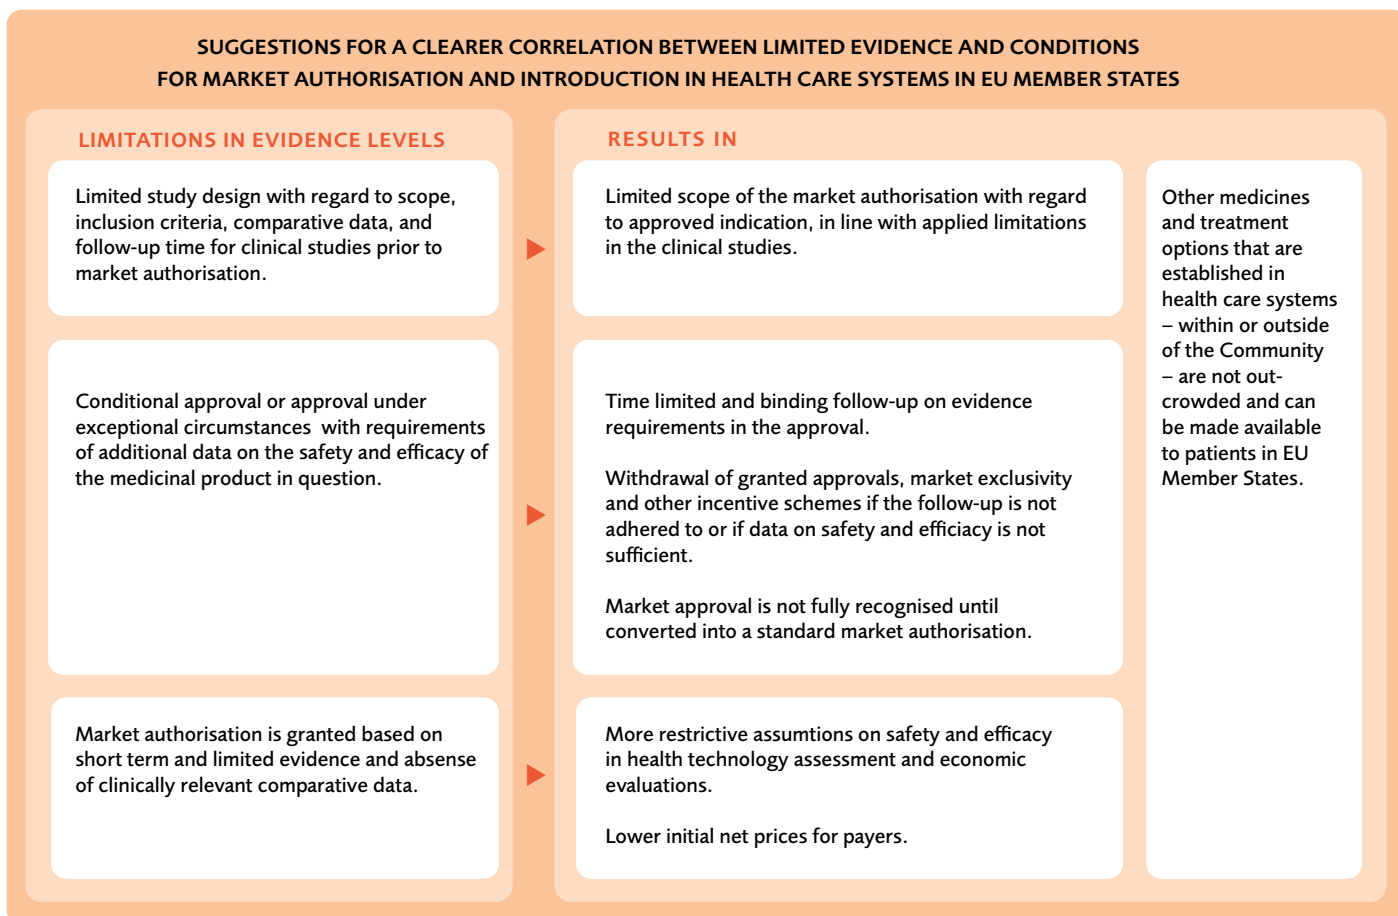 SUGGESTIONS FOR A CLEARER CORRELATION BETWEEN LIMITED EVIDENCE AND CONDITIONS
FOR MARKET AUTHORISATION AND INTRODUCTION IN HEALTH CARE SYSTEMS IN EU MEMBER STATES
LIMITATIONS IN EVIDENCE LEVELS
Limited study design with regard to scope,
inclusion criteria, comparative data, and
follow-up time for clinical studies prior to
market authorisation.
Conditional approval or approval under
exceptional circumstances with requirements
of additional data on the safety and efficacy of
the medicinal product in question.
Market authorisation is granted based on
short term and limited evidence and absense
of clinically relevant comparative data.
RESULTS IN
Limited scope of the market authorisation with regard
to approved indication, in line with applied limitations
in the clinical studies.
Time limited and binding follow-up on evidence
requirements in the approval.
Withdrawal of granted approvals, market exclusivity
and other incentive schemes if the follow-up is not
adhered to or if data on safety and efficiacy is not
sufficient.
Market approval is not fully recognised until
converted into a standard market authorisation.
More restrictive assumtions on safety and efficacy
in health technology assessment and economic
evaluations.
Lower initial net prices for payers.
Other medicines
and treatment
options that are
established in
health care systems
– within or outside
of the Community
– are not out-
crowded and can
be made available
to patients in EU
Member States.